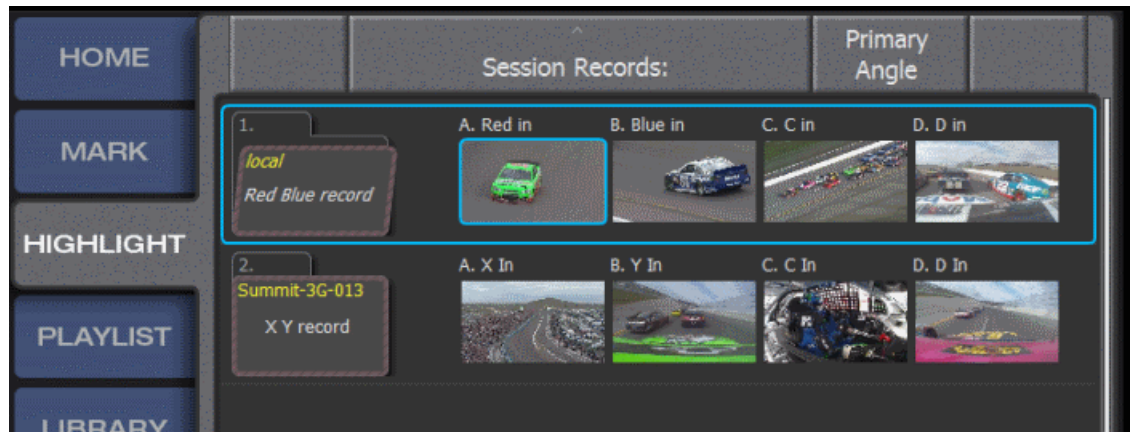 HOME
MARK
HIGHLIGHT
PLAYLIST
LIBRARY
Session Records:
Primary
Angle
1.
local
Red Blue record
A. Red in
B. Blue in
C. C in
D. D in
2.
Summit-3G-013
X Y record
A. X In
B. Y In
C. C In
D. D In